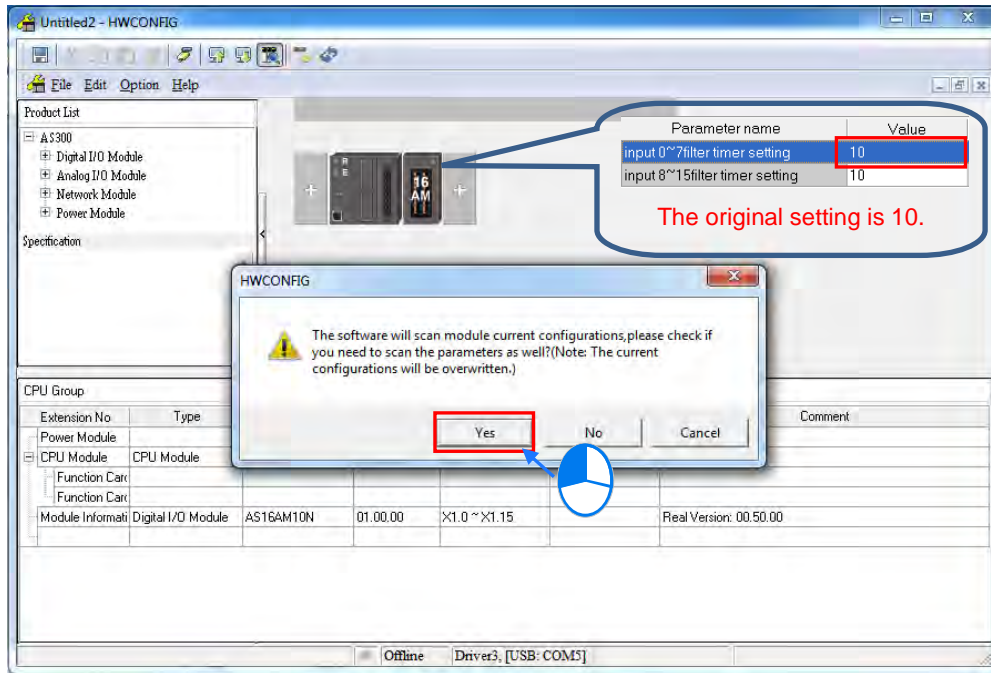 Untitled2 - HWCONFIG
File Edit Option Help
Product List
AS300
Digital I/O Module
Analog I/O Module
Network Module
Power Module
Specification
R
E
16
AM
Parameter name Value
input 0~7filter timer setting 10
input 8~15filter timer setting 10
The original setting is 10.
HWCONFIG
The software will scan module current configurations,please check if
you need to scan the parameters as well?(Note: The current
configurations will be overwritten.)
Yes No Cancel
CPU Group
Extension No Type Comment
Power Module
CPU Module CPU Module
Function Card
Function Card
Module Informati Digital I/O Module AS16AM10N 01.00.00 X1.0 ~ X1.15 Real Version: 00.50.00
Offline Driver3, [USB: COM5]